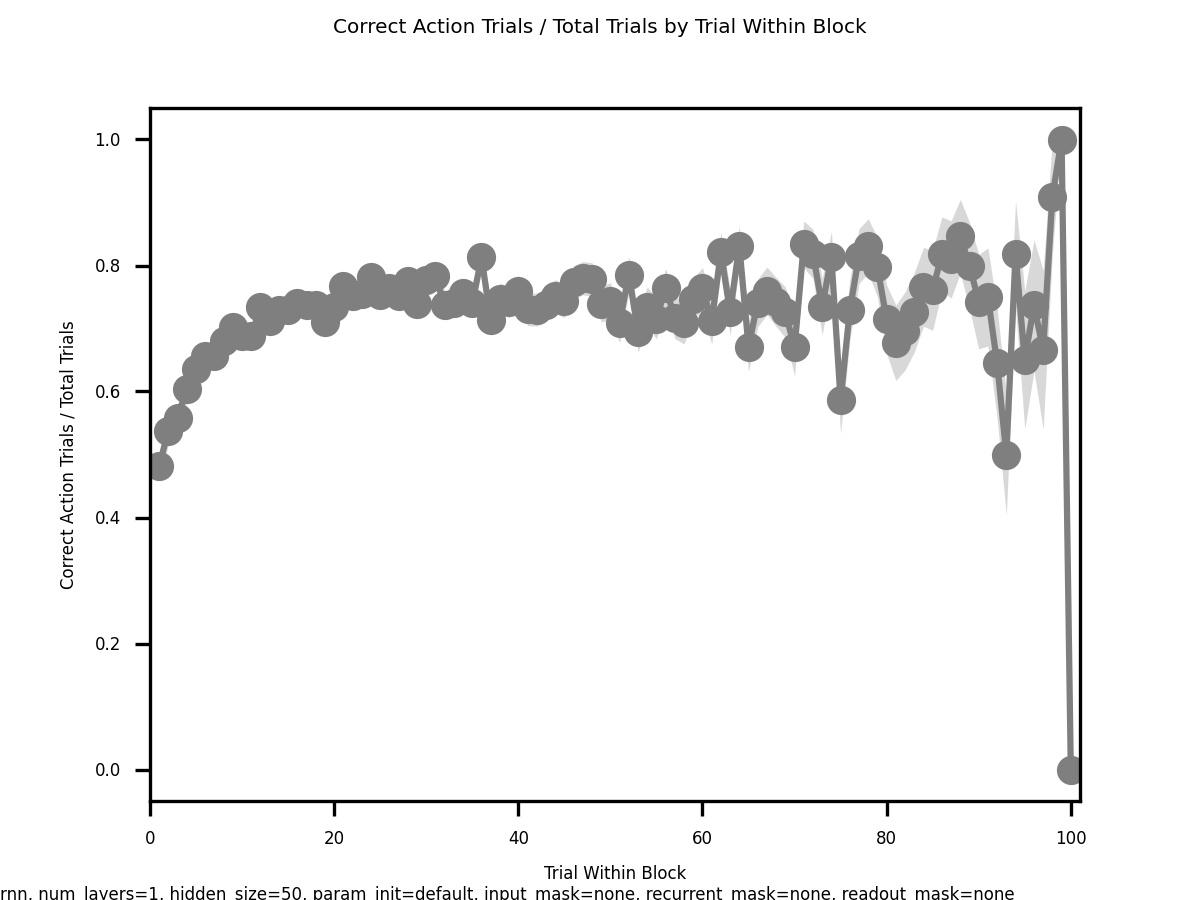 Correct Action Trials / Total Trials by Trial Within Block
1.0
0.8
0.6
0.4
0.2
0.0
Correct Action Trials / Total Trials
0 20 40 60 80 100
Trial Within Block
rnn, num_layers=1, hidden_size=50, param_init=default, input_mask=none, recurrent_mask=none, readout_mask=none